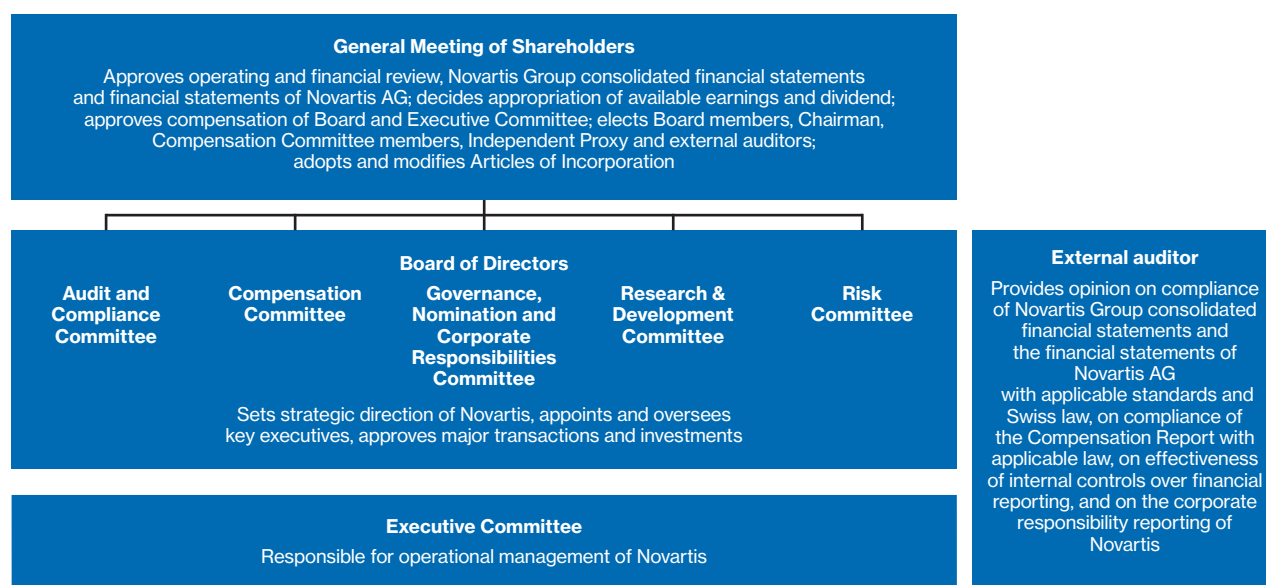 General Meeting of Shareholders
Approves operating and financial review, Novartis Group consolidated financial statements
and financial statements of Novartis AG; decides appropriation of available earnings and dividend;
approves compensation of Board and Executive Committee; elects Board members, Chairman,
Compensation Committee members, Independent Proxy and external auditors;
adopts and modifies Articles of Incorporation
Board of Directors
Audit and
Compliance
Committee
Compensation
Committee
Governance,
Nomination and
Corporate
Responsibilities
Committee
Research &
Development
Committee
Risk
Committee
Sets strategic direction of Novartis, appoints and oversees
key executives, approves major transactions and investments
External auditor
Provides opinion on compliance
of Novartis Group consolidated
financial statements and
the financial statements of
Novartis AG
with applicable standards and
Swiss law, on compliance of
the Compensation Report with
applicable law, on effectiveness
of internal controls over financial
reporting, and on the corporate
responsibility reporting of
Novartis
Executive Committee
Responsible for operational management of Novartis